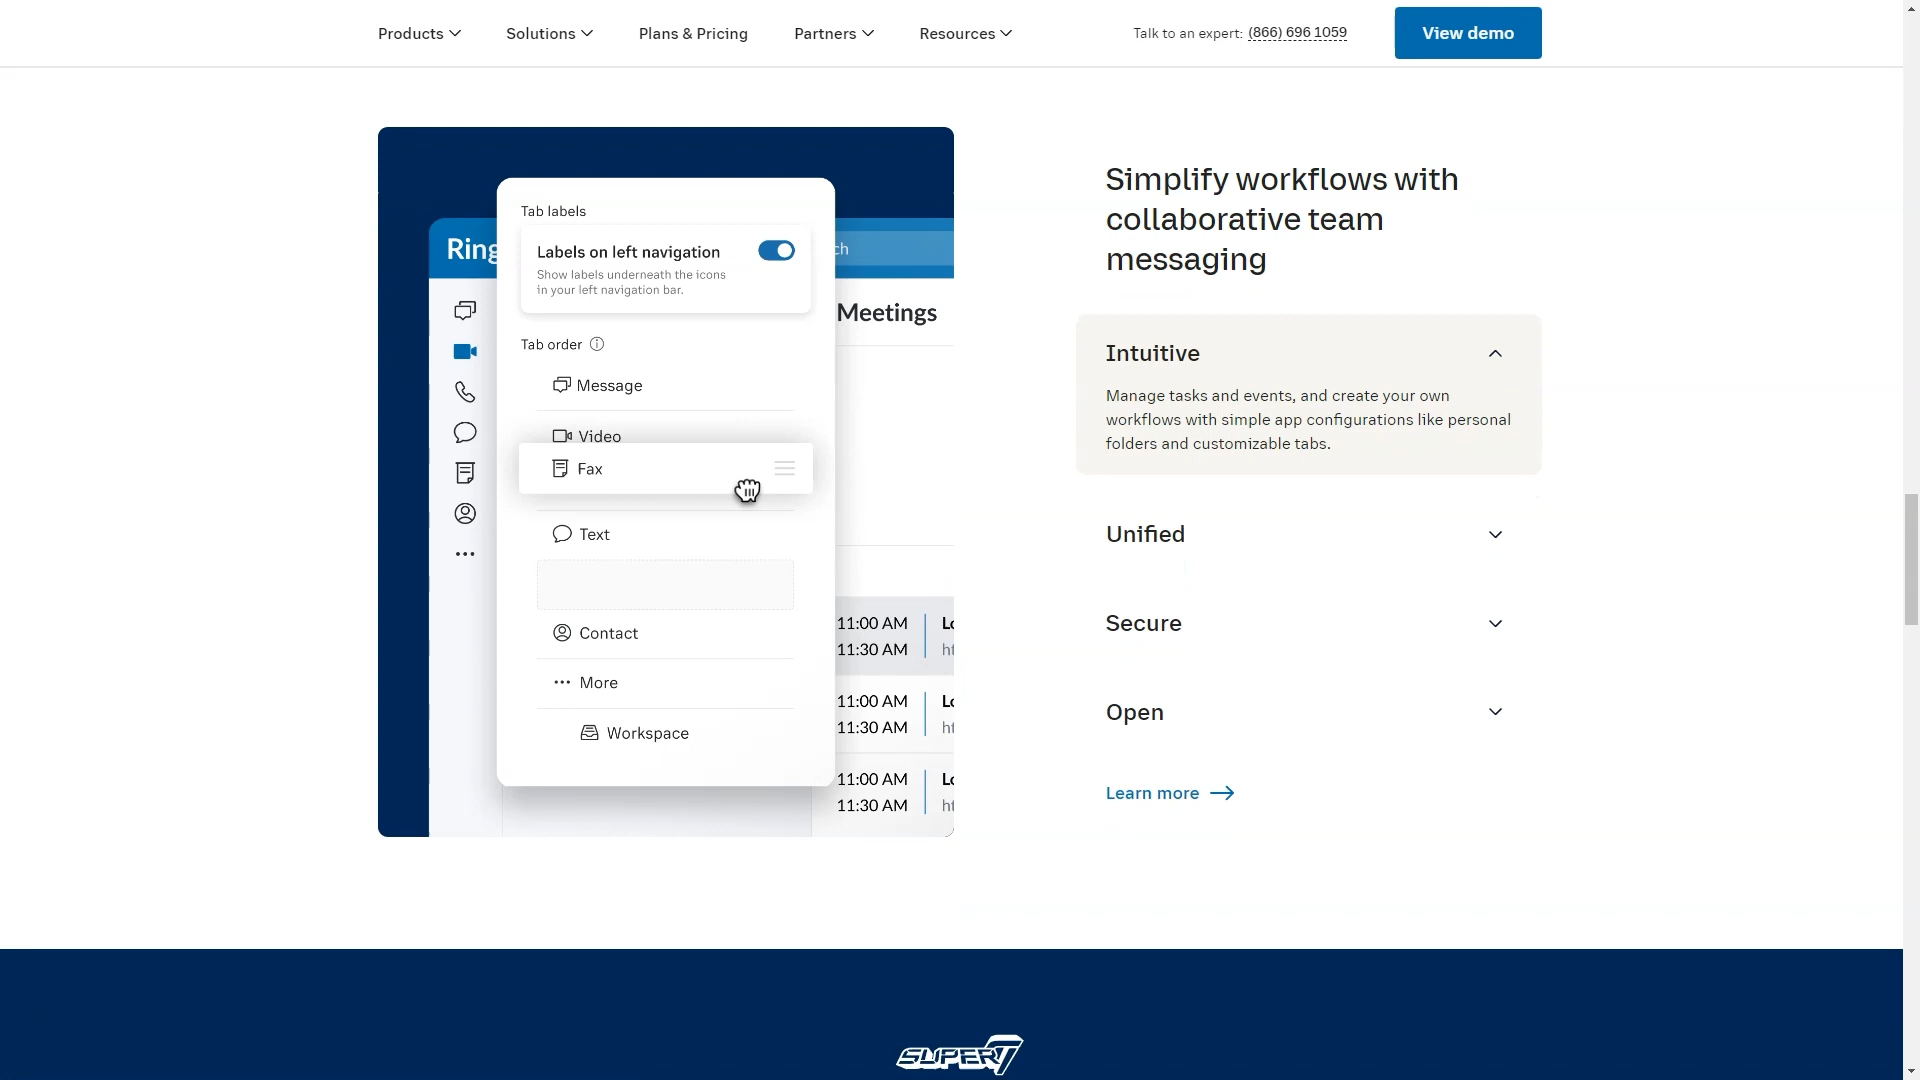 Products
Solutions
Plans & Pricing
Partners
Resources
Talk to an expert: (866) 696 1059
View demo
Ring
ch
Meetings
Tab labels
Labels on left navigation
Show labels underneath the icons
in your left navigation bar.
Tab order
Message
Video
Fax
Text
Contact
More
Workspace
11:00 AM
11:30 AM
11:00 AM
11:30 AM
11:00 AM
11:30 AM
Simplify workflows with
collaborative team
messaging
Intuitive
Manage tasks and events, and create your own
workflows with simple app configurations like personal
folders and customizable tabs.
Unified
Secure
Open
Learn more
SUPER7